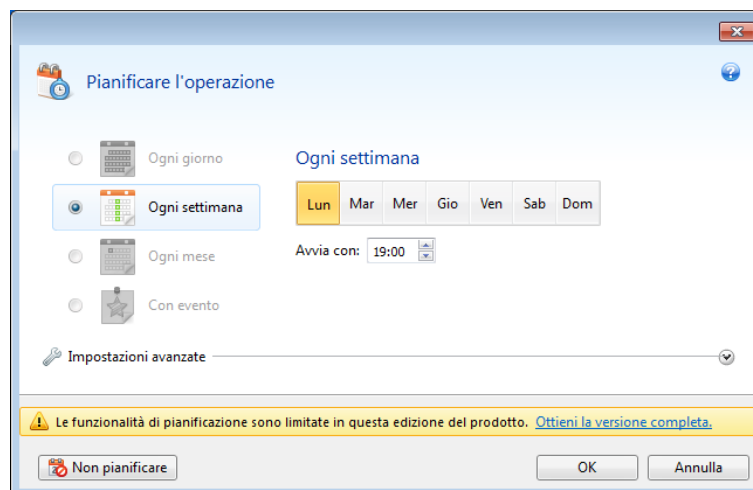 Pianificare l'operazione
Ogni giorno
Ogni settimana
Ogni mese
Con evento
Ogni settimana
Lun Mar Mer Gio Ven Sab Dom
Avvia con: 19:00
Impostazioni avanzate
Le funzionalità di pianificazione sono limitate in questa edizione del prodotto. Ottieni la versione completa.
Non pianificare OK Annulla